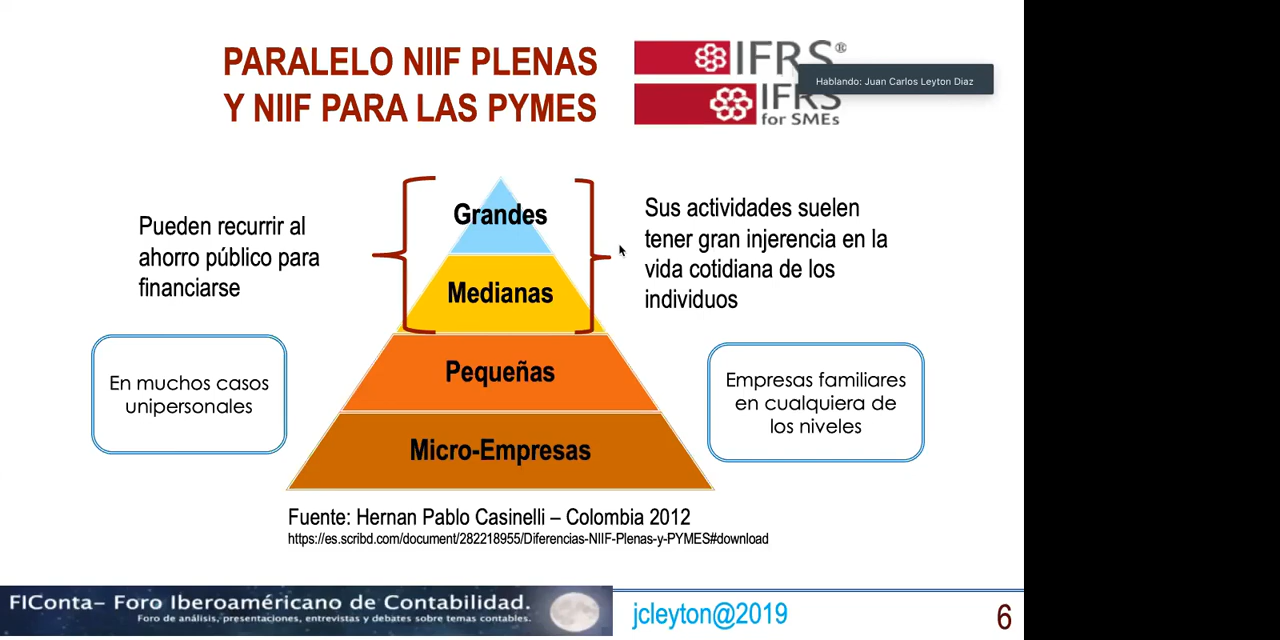 PARALELO NIIF PLENAS
Y NIIF PARA LAS PYMES
IFRS®
Hablando: Juan Carlos Leyton Diaz
IFRS
for SMEs
Pueden recurrir al
ahorro público para
financiarse
Grandes
Medianas
Pequeñas
Micro-Empresas
Sus actividades suelen
tener gran injerencia en la
vida cotidiana de los
individuos
En muchos casos
unipersonales
Empresas familiares
en cualquiera de
los niveles
Fuente: Hernan Pablo Casinelli – Colombia 2012
https://es.scribd.com/document/282218955/Diferencias-NIIF-Plenas-y-PYMES#download
FIConta– Foro Iberoaméricano de Contabilidad.
Foro de análisis, presentaciones, entrevistas y debates sobre temas contables.
jcleyton@2019
6